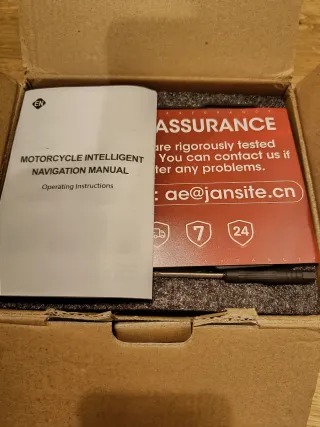 EN
MOTORCYCLE INTELLIGENT
NAVIGATION MANUAL
Operating Instructions
ASSURANCE
are rigorously tested
You can contact us if
ter any problems.
: ae@jansite.cn
7
24